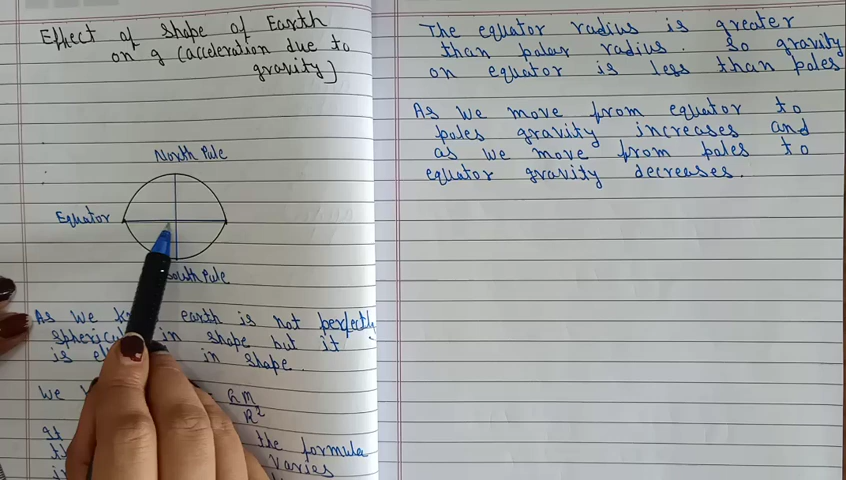 Effect of Shape of Earth
on g (acceleration due to
gravity)
North Pole
Equator
South Pole
As we earth is not perfectly
in shape but it
is in shape.
We GM
R²
the formula
varies
The equator radius is greater
than polar radius. So gravity
on equator is less than poles
As we move from equator to
poles gravity increases and
as we move from poles to
equator gravity decreases.